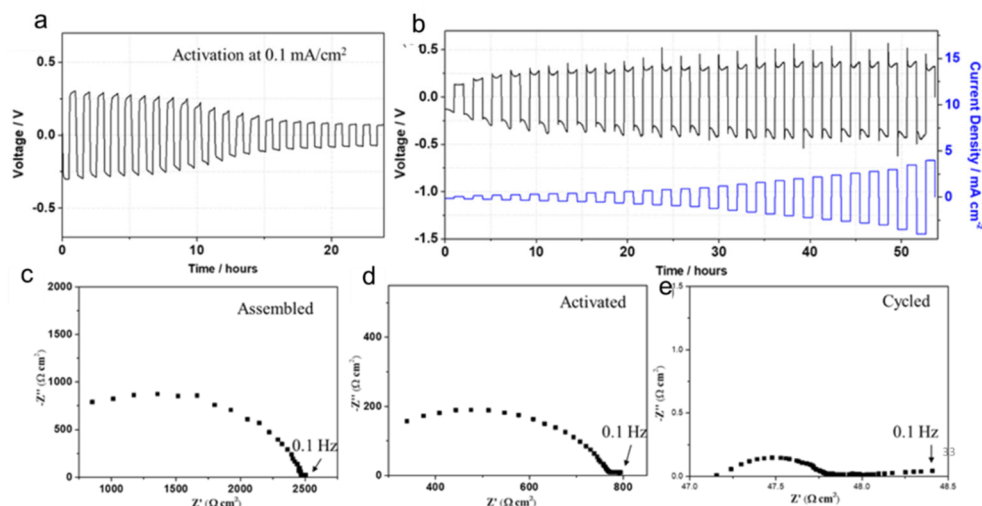 a
Activation at 0.1 mA/cm²
Voltage / V
0.5
0.0
-0.5
0
10
20
Time / hours
b
Voltage / V
0.5
0.0
-0.5
-1.0
-1.5
0
10
20
30
40
50
Time / hours
15
10
5
0
Current Density / mA cm⁻²
c
Assembled
-Z'' (Ω cm²)
2000
1750
1500
1250
1000
750
500
250
0
0.1 Hz
1000
1500
2000
2500
Z' (Ω cm²)
d
Activated
-Z'' (Ω cm²)
400
200
0
0.1 Hz
400
600
800
Z' (Ω cm²)
e
Cycled
-Z'' (Ω cm²)
1.5
1.0
0.5
0.0
0.1 Hz
33
47.0
47.5
48.0
48.5
Z' (Ω cm²)